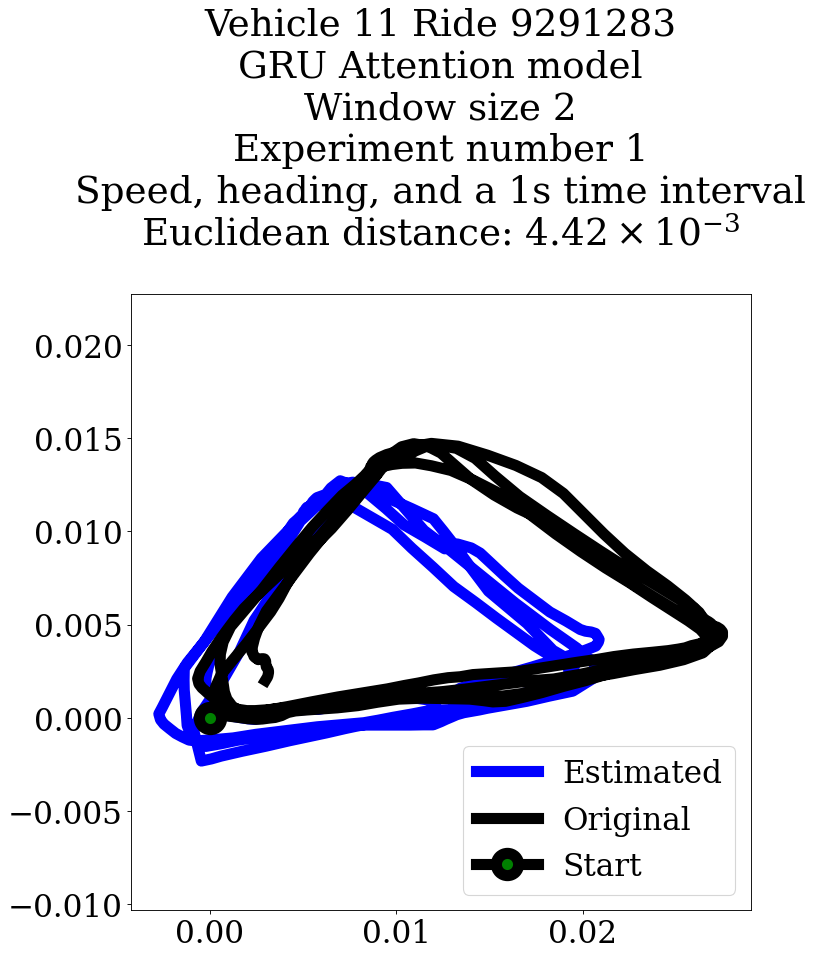 Vehicle 11 Ride 9291283
GRU Attention model
Window size 2
Experiment number 1
Speed, heading, and a 1s time interval
Euclidean distance: 4.42 × 10⁻³
0.020
0.015
0.010
0.005
0.000
−0.005
−0.010
0.00 0.01 0.02
Estimated
Original
Start